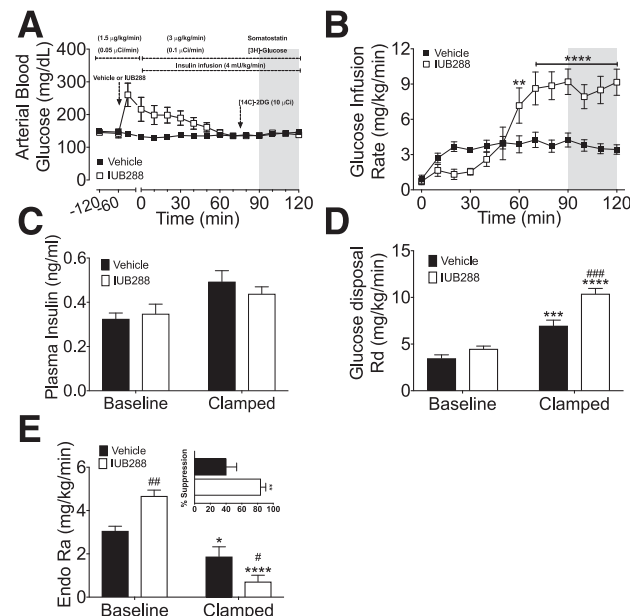 A
(1.5 μg/kg/min) (3 μg/kg/min) Somatostatin
(0.05 μCi/min) (0.1 μCi/min) [3H]-Glucose
Insulin infusion (4 mU/kg/min)
Vehicle or IUB288
[14C]-2DG (10 μCi)
Arterial Blood
Glucose (mg/dL)
400
300
200
100
0
Vehicle
IUB288
-120 -60 0 30 60 90 120
Time (min)
B
Glucose Infusion
Rate (mg/kg/min)
12
9
6
3
0
Vehicle
IUB288
**
****
0 30 60 90 120
Time (min)
C
Plasma Insulin (ng/ml)
0.6
0.4
0.2
0.0
Vehicle
IUB288
Baseline Clamped
D
Glucose disposal
Rd (mg/kg/min)
15
10
5
0
Vehicle
IUB288
***
###
****
Baseline Clamped
E
Endo Ra (mg/kg/min)
6
4
2
0
Vehicle
IUB288
##
*
#
****
Baseline Clamped
% Suppression
**
0 20 40 60 80 100